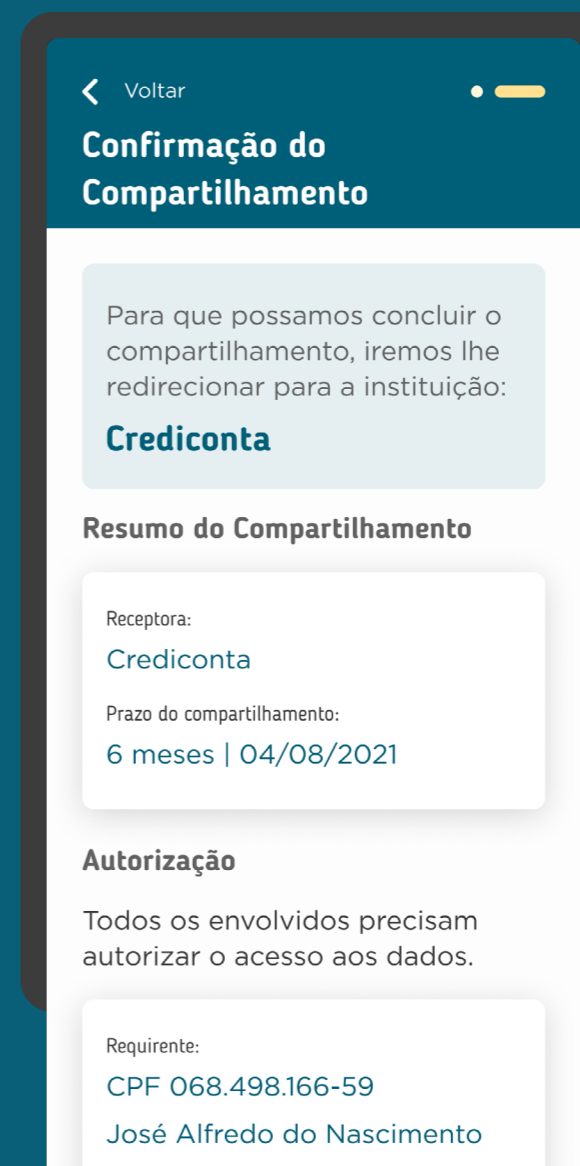 Voltar
Confirmação do
Compartilhamento
Para que possamos concluir o
compartilhamento, iremos lhe
redirecionar para a instituição:
Crediconta
Resumo do Compartilhamento
Receptora:
Crediconta
Prazo do compartilhamento:
6 meses | 04/08/2021
Autorização
Todos os envolvidos precisam
autorizar o acesso aos dados.
Requirente:
CPF 068.498.166-59
José Alfredo do Nascimento